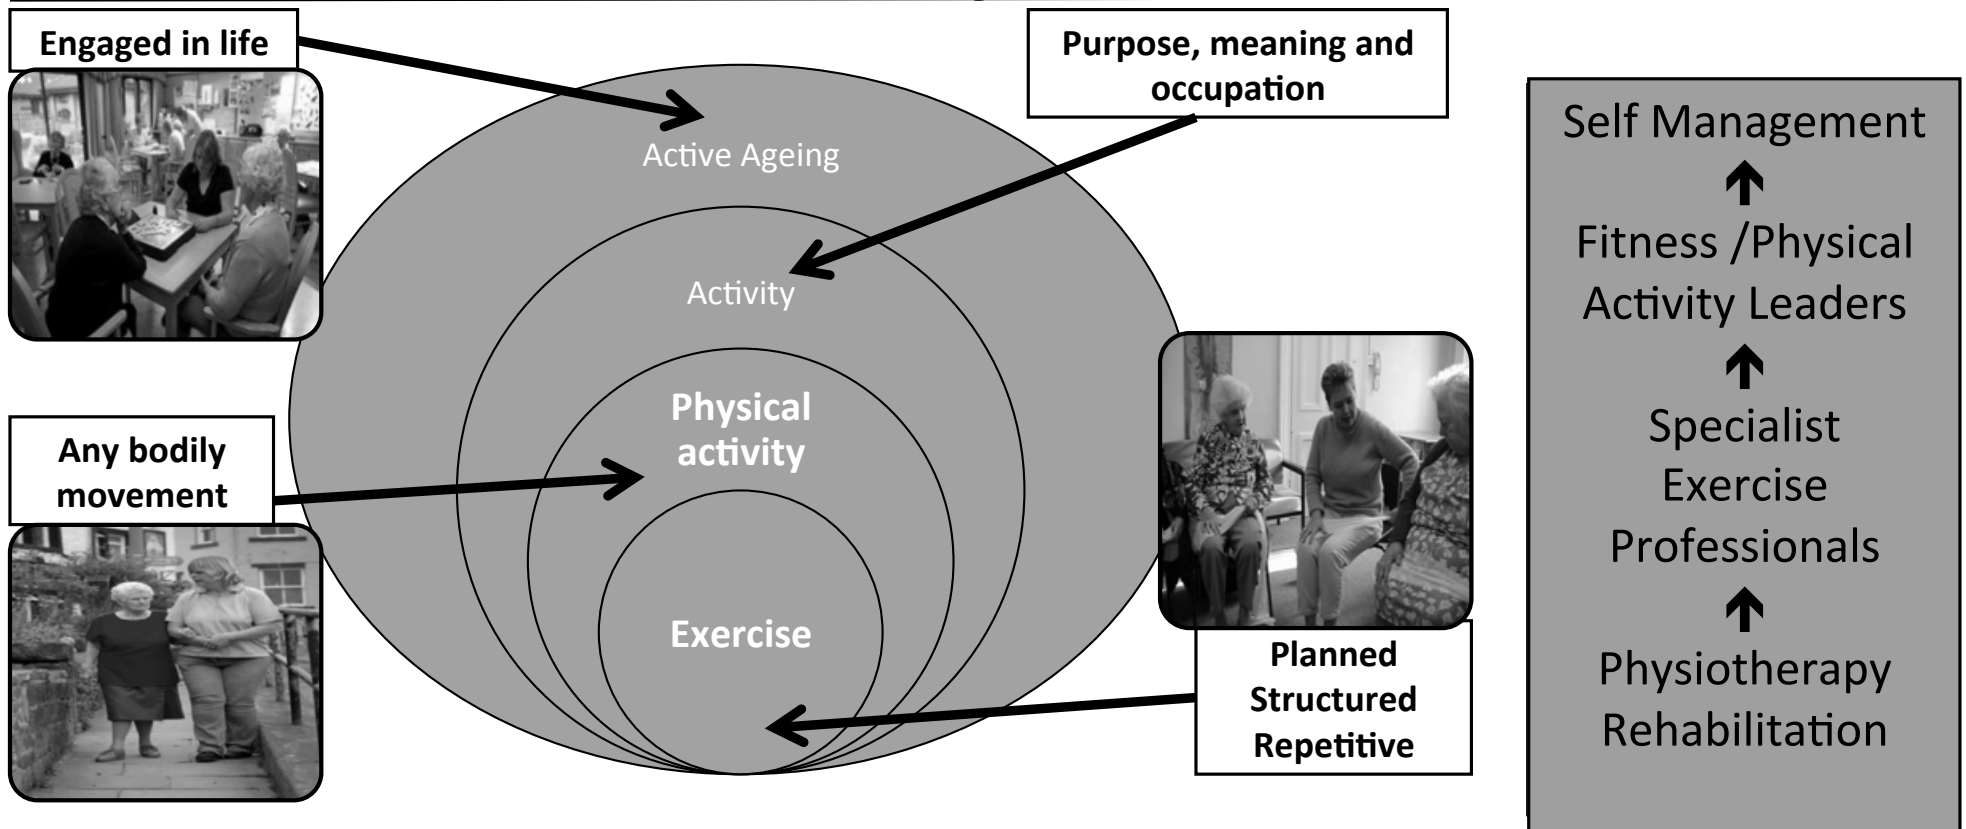 Engaged in life
Purpose, meaning and
occupation
Active Ageing
Activity
Physical
activity
Any bodily
movement
Exercise
Planned
Structured
Repetitive
Self Management
Fitness /Physical
Activity Leaders
Specialist
Exercise
Professionals
Physiotherapy
Rehabilitation